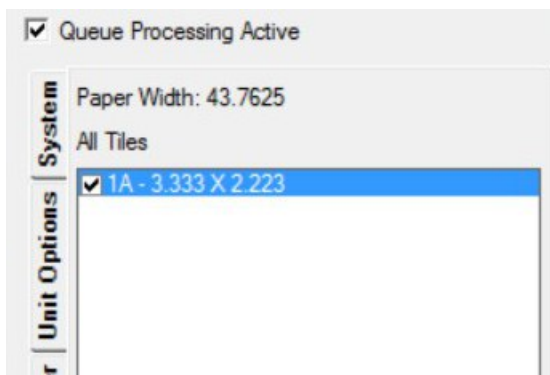 Queue Processing Active
System
Paper Width: 43.7625
All Tiles
1A - 3.333 X 2.223
Unit Options